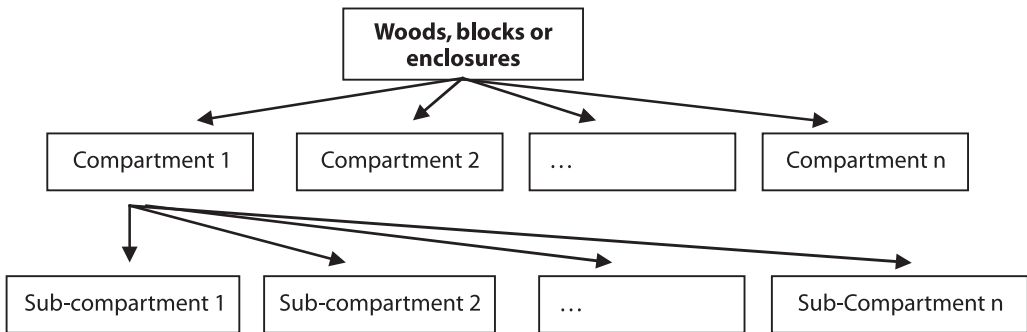 Woods, blocks or
enclosures
Compartment 1
Compartment 2
...
Compartment n
Sub-compartment 1
Sub-compartment 2
...
Sub-Compartment n